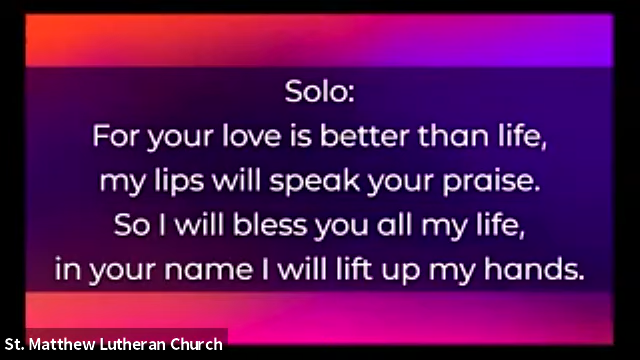 Solo:
For your love is better than life,
my lips will speak your praise.
So I will bless you all my life,
in your name I will lift up my hands.
St. Matthew Lutheran Church